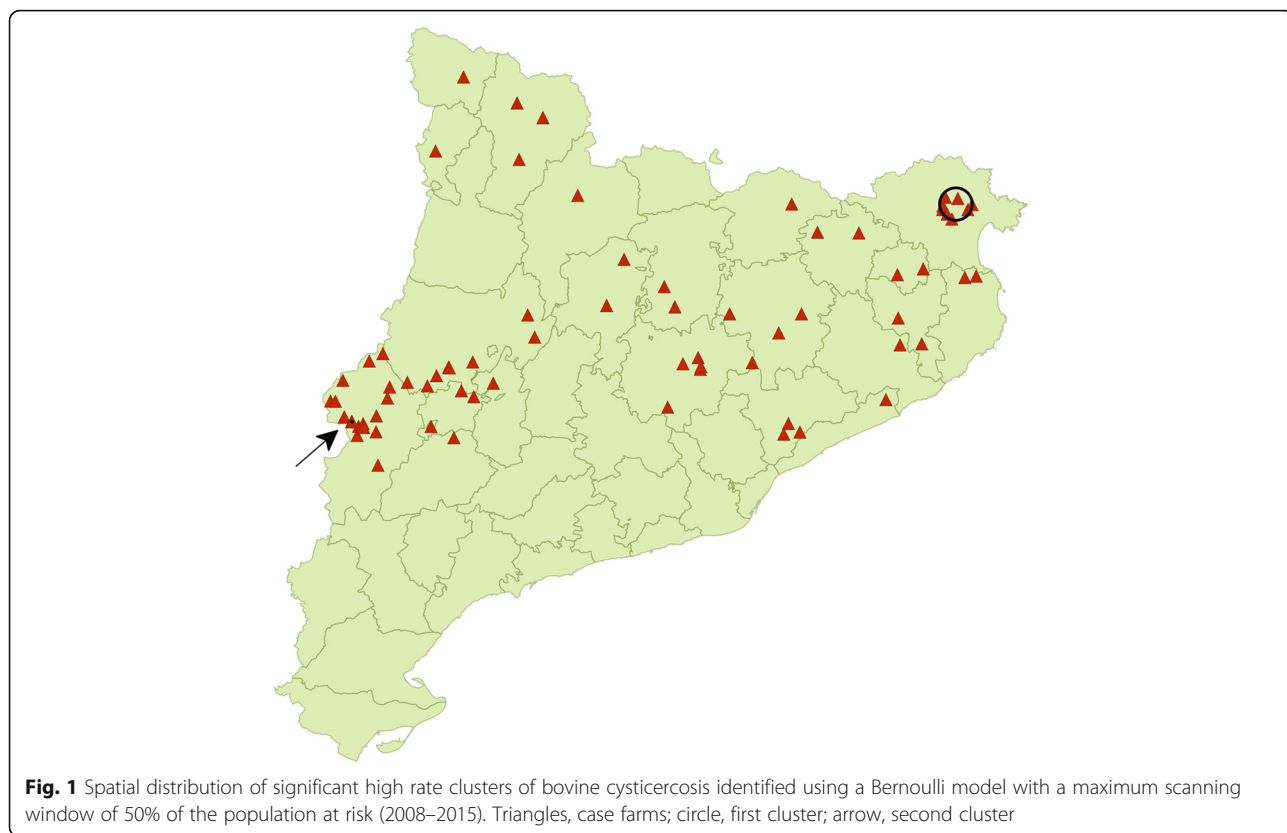 Fig. 1 Spatial distribution of significant high rate clusters of bovine cysticercosis identified using a Bernoulli model with a maximum scanning
window of 50% of the population at risk (2008–2015). Triangles, case farms; circle, first cluster; arrow, second cluster